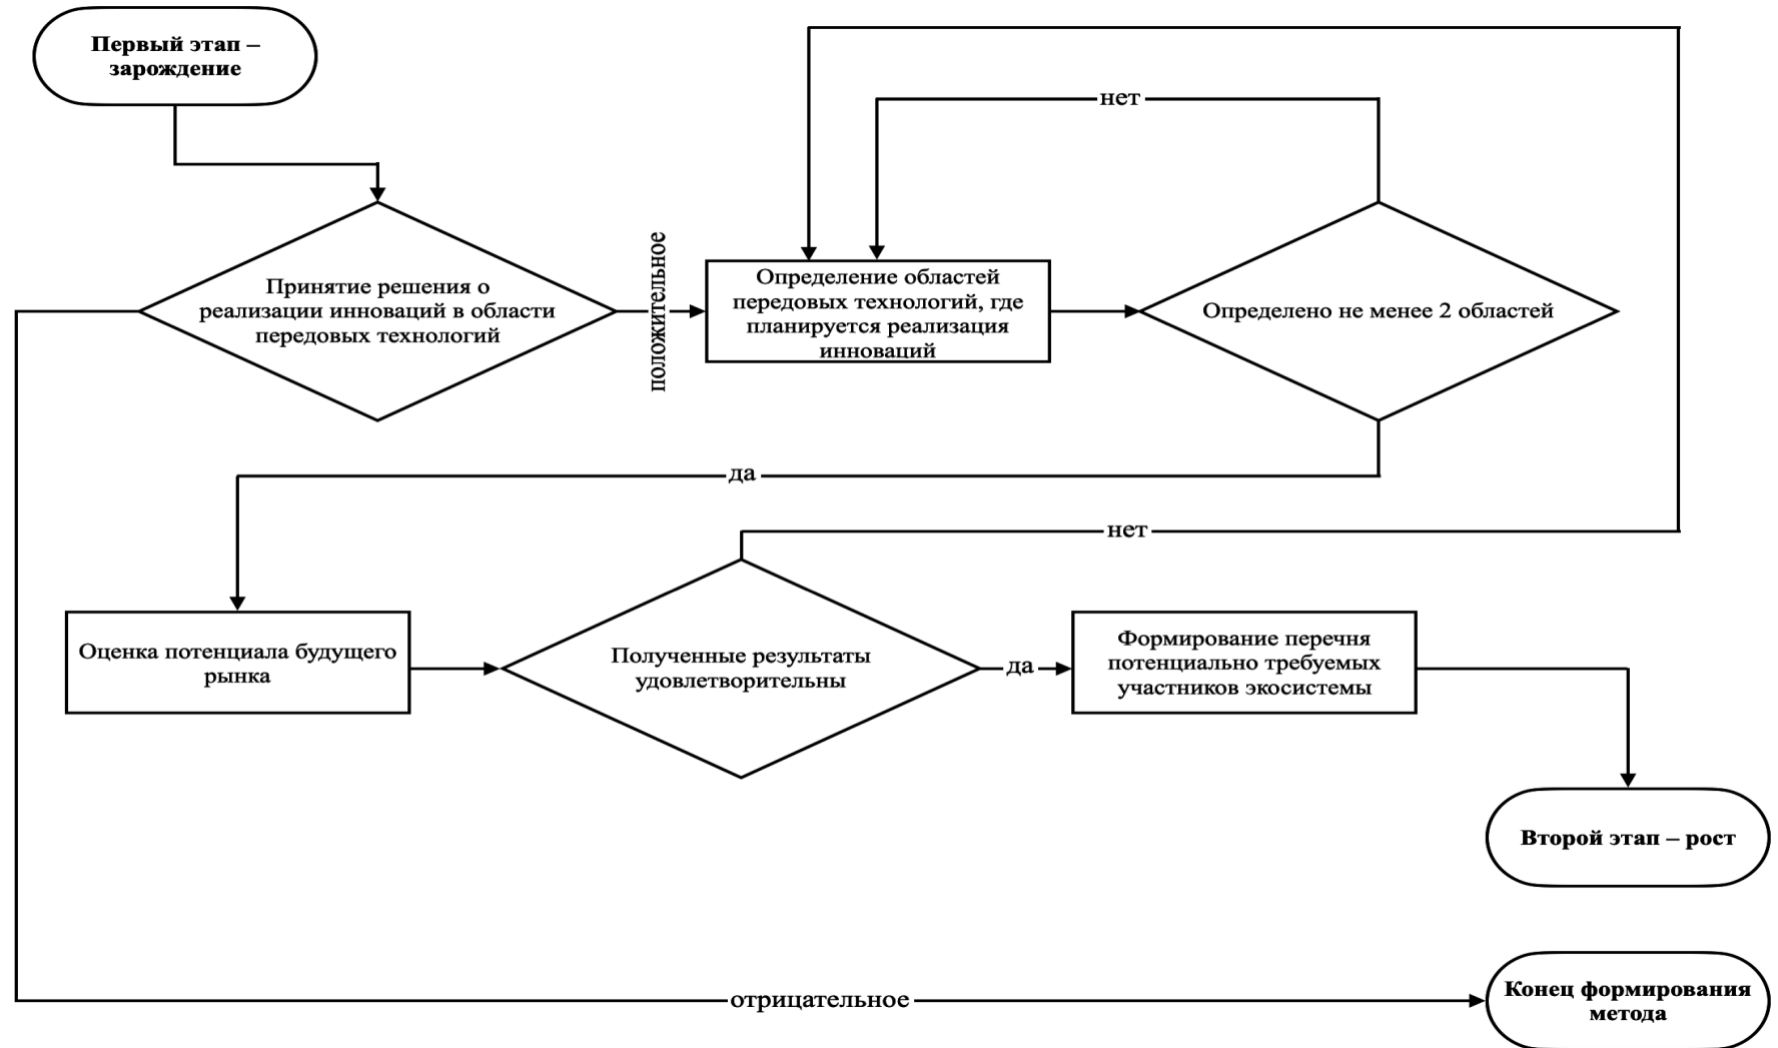 Первый этап –
зарождение
нет
Принятие решения о
реализации инноваций в области
передовых технологий
положительное
Определение областей
передовых технологий, где
планируется реализация
инноваций
Определено не менее 2 областей
да
нет
Оценка потенциала будущего
рынка
Полученные результаты
удовлетворительны
да
Формирование перечня
потенциально требуемых
участников экосистемы
Второй этап – рост
отрицательное
Конец формирования
метода